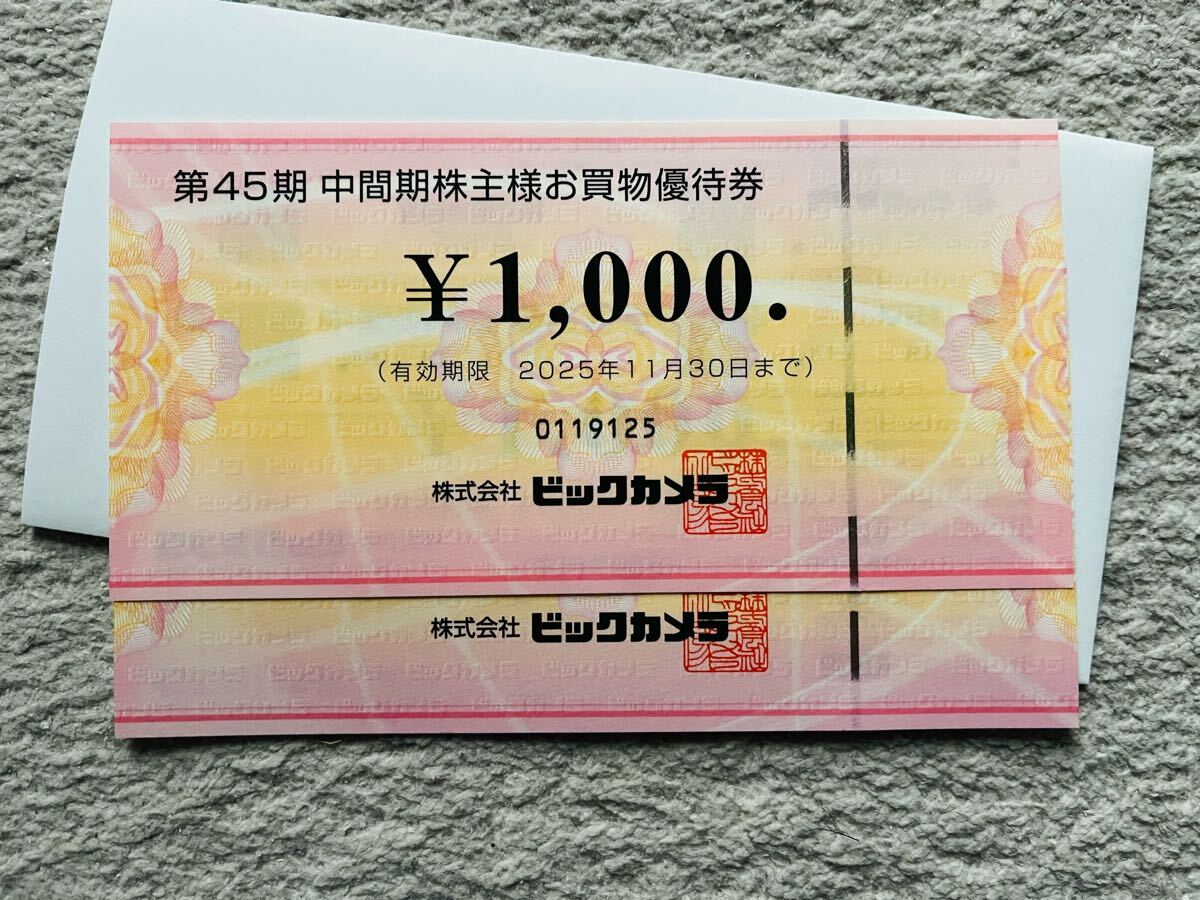 第45期 中間期株主様お買物優待券
¥1,000.
（有効期限　2025年11月30日まで）
0119125
株式会社 ビックカメラ
株式会社 ビックカメラ